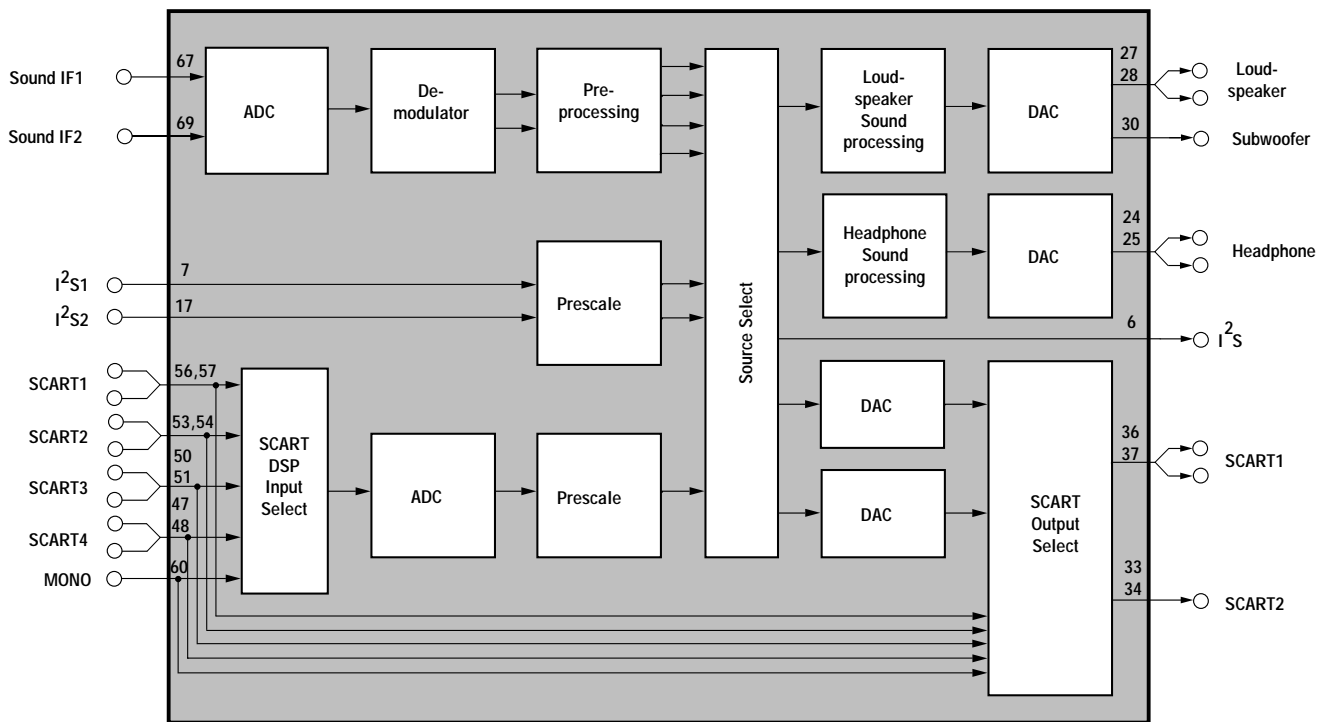 Sound IF1
67
Sound IF2
69
ADC
De-
modulator
Pre-
processing
Loud-
speaker
Sound
processing
DAC
27
28
Loud-
speaker
30
Subwoofer
I2S1
7
I2S2
17
Prescale
Source Select
Headphone
Sound
processing
DAC
24
25
Headphone
6
I2S
SCART1
56,57
SCART2
53,54
SCART3
50
51
SCART4
47
48
MONO
60
SCART
DSP
Input
Select
ADC
Prescale
DAC
DAC
SCART
Output
Select
36
37
SCART1
33
34
SCART2